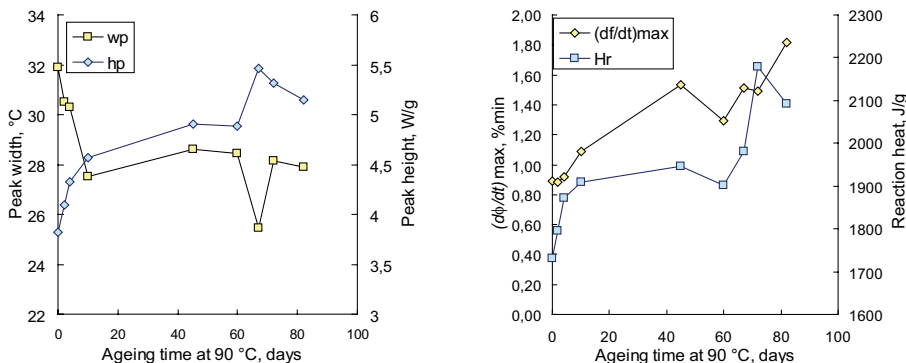 wp
hp
Peak width, °C
34
32
30
28
26
24
22
Peak height, W/g
6
5,5
5
4,5
4
3,5
3
0 20 40 60 80 100
Ageing time at 90 °C, days
(df/dt)max
Hr
(dϕ/dt) max, %min
2,00
1,80
1,60
1,40
1,20
1,00
0,80
0,60
0,40
0,20
0,00
Reaction heat, J/g
2300
2200
2100
2000
1900
1800
1700
1600
0 20 40 60 80 100
Ageing time at 90 °C, days